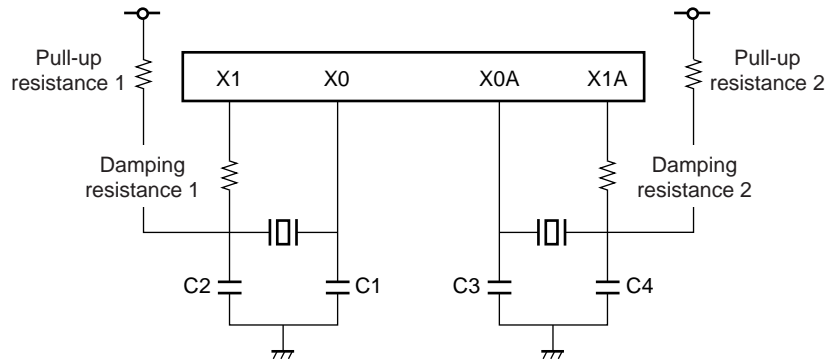 Pull-up
resistance 1
X1
X0
X0A
X1A
Pull-up
resistance 2
Damping
resistance 1
Damping
resistance 2
C2
C1
C3
C4